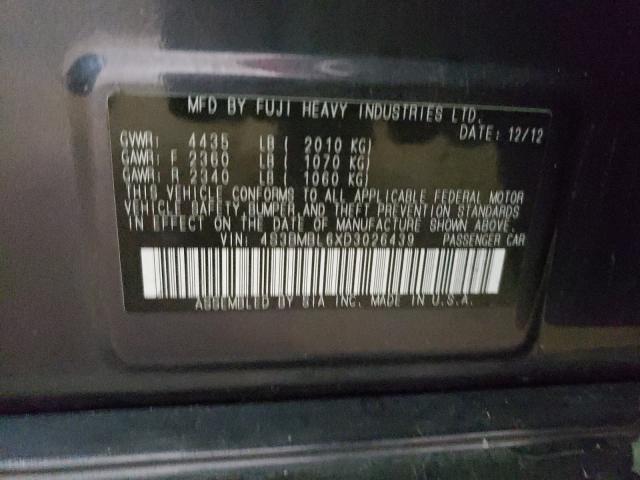 MFD BY FUJI HEAVY INDUSTRIES LTD.
DATE: 12/12
GVWR: 4435 LB ( 2010 KG)
GAWR: F 2360 LB ( 1070 KG)
GAWR: R 2340 LB ( 1060 KG)
THIS VEHICLE CONFORMS TO ALL APPLICABLE FEDERAL MOTOR
VEHICLE SAFETY, BUMPER, AND THEFT PREVENTION STANDARDS
IN EFFECT ON THE DATE OF MANUFACTURE SHOWN ABOVE.
VIN: 4S3BMBL6XD3026439 PASSENGER CAR
ASSEMBLED BY SIA INC. MADE IN U.S.A.